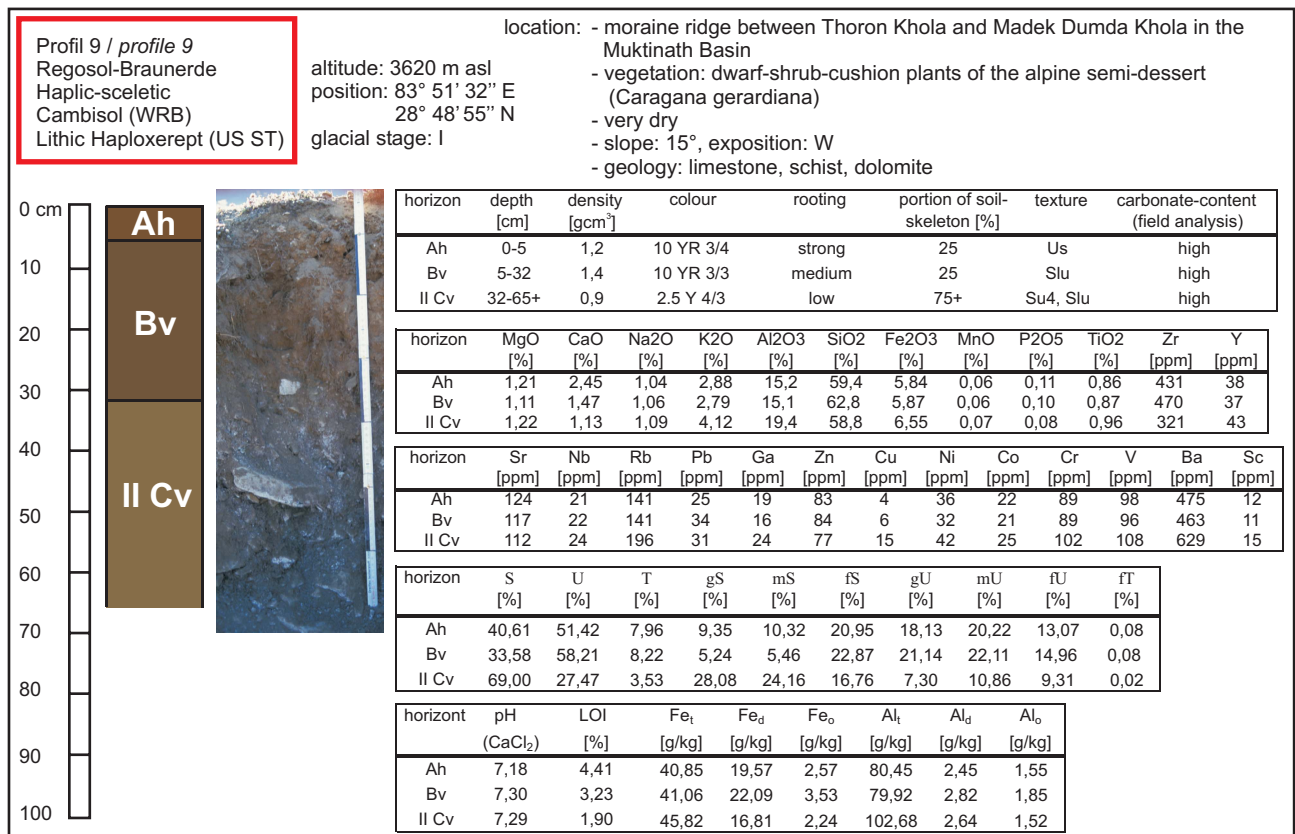 Profil 9 / profile 9
Regosol-Braunerde
Haplic-sceletic
Cambisol (WRB)
Lithic Haploxerept (US ST)
altitude: 3620 m asl
position: 83° 51' 32'' E
28° 48' 55'' N
glacial stage: I
location: - moraine ridge between Thoron Khola and Madek Dumda Khola in the
Muktinath Basin
- vegetation: dwarf-shrub-cushion plants of the alpine semi-dessert
(Caragana gerardiana)
- very dry
- slope: 15°, exposition: W
- geology: limestone, schist, dolomite
0 cm
10
20
30
40
50
60
70
80
90
100
Ah
Bv
II Cv
horizon depth density colour rooting portion of soil- texture carbonate-content
[cm] [gcm³] skeleton [%] (field analysis)
Ah 0-5 1,2 10 YR 3/4 strong 25 Us high
Bv 5-32 1,4 10 YR 3/3 medium 25 Slu high
II Cv 32-65+ 0,9 2.5 Y 4/3 low 75+ Su4, Slu high
horizon MgO CaO Na2O K2O Al2O3 SiO2 Fe2O3 MnO P2O5 TiO2 Zr Y
[%] [%] [%] [%] [%] [%] [%] [%] [%] [%] [ppm] [ppm]
Ah 1,21 2,45 1,04 2,88 15,2 59,4 5,84 0,06 0,11 0,86 431 38
Bv 1,11 1,47 1,06 2,79 15,1 62,8 5,87 0,06 0,10 0,87 470 37
II Cv 1,22 1,13 1,09 4,12 19,4 58,8 6,55 0,07 0,08 0,96 321 43
horizon Sr Nb Rb Pb Ga Zn Cu Ni Co Cr V Ba Sc
[ppm] [ppm] [ppm] [ppm] [ppm] [ppm] [ppm] [ppm] [ppm] [ppm] [ppm] [ppm] [ppm]
Ah 124 21 141 25 19 83 4 36 22 89 98 475 12
Bv 117 22 141 34 16 84 6 32 21 89 96 463 11
II Cv 112 24 196 31 24 77 15 42 25 102 108 629 15
horizon S U T gS mS fS gU mU fU fT
[%] [%] [%] [%] [%] [%] [%] [%] [%] [%]
Ah 40,61 51,42 7,96 9,35 10,32 20,95 18,13 20,22 13,07 0,08
Bv 33,58 58,21 8,22 5,24 5,46 22,87 21,14 22,11 14,96 0,08
II Cv 69,00 27,47 3,53 28,08 24,16 16,76 7,30 10,86 9,31 0,02
horizont pH LOI Feₜ Fe_d Feₒ Alₜ Al_d Alₒ
(CaCl₂) [%] [g/kg] [g/kg] [g/kg] [g/kg] [g/kg] [g/kg]
Ah 7,18 4,41 40,85 19,57 2,57 80,45 2,45 1,55
Bv 7,30 3,23 41,06 22,09 3,53 79,92 2,82 1,85
II Cv 7,29 1,90 45,82 16,81 2,24 102,68 2,64 1,52